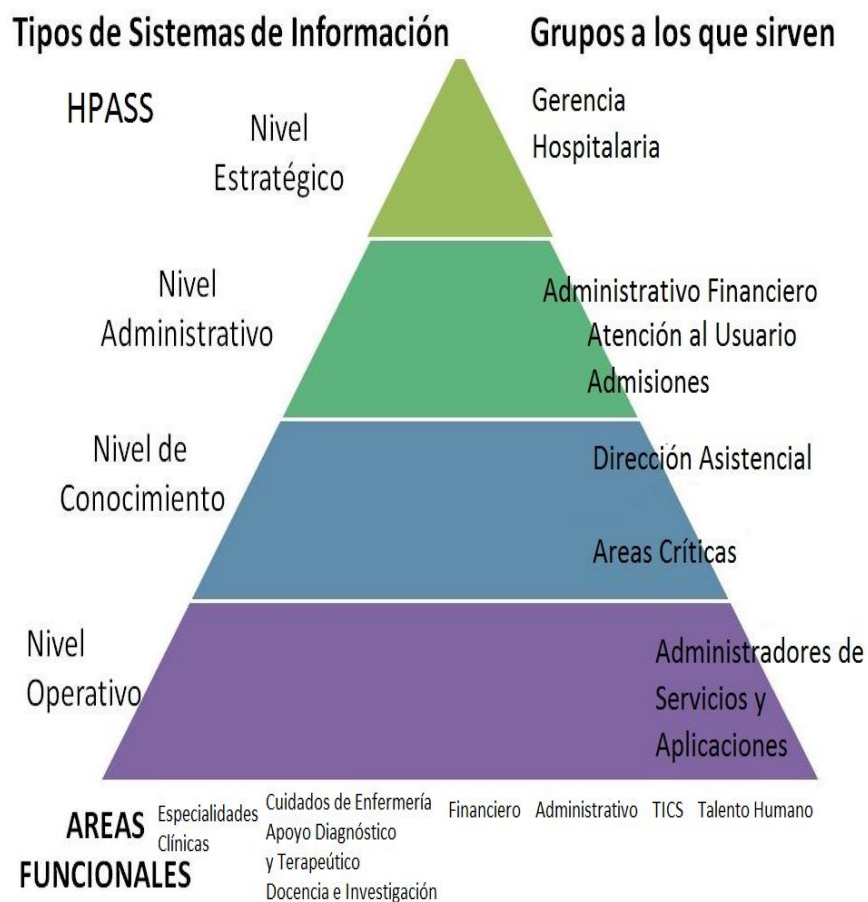 Tipos de Sistemas de Información
Grupos a los que sirven
HPASS
Nivel
Estratégico
Gerencia
Hospitalaria
Nivel
Administrativo
Administrativo Financiero
Atención al Usuario
Admisiones
Nivel de
Conocimiento
Dirección Asistencial
Areas Críticas
Nivel
Operativo
Administradores de
Servicios y
Aplicaciones
AREAS
FUNCIONALES
Especialidades
Clínicas
Cuidados de Enfermería
Apoyo Diagnóstico
y Terapeútico
Docencia e Investigación
Financiero
Administrativo
TICS
Talento Humano